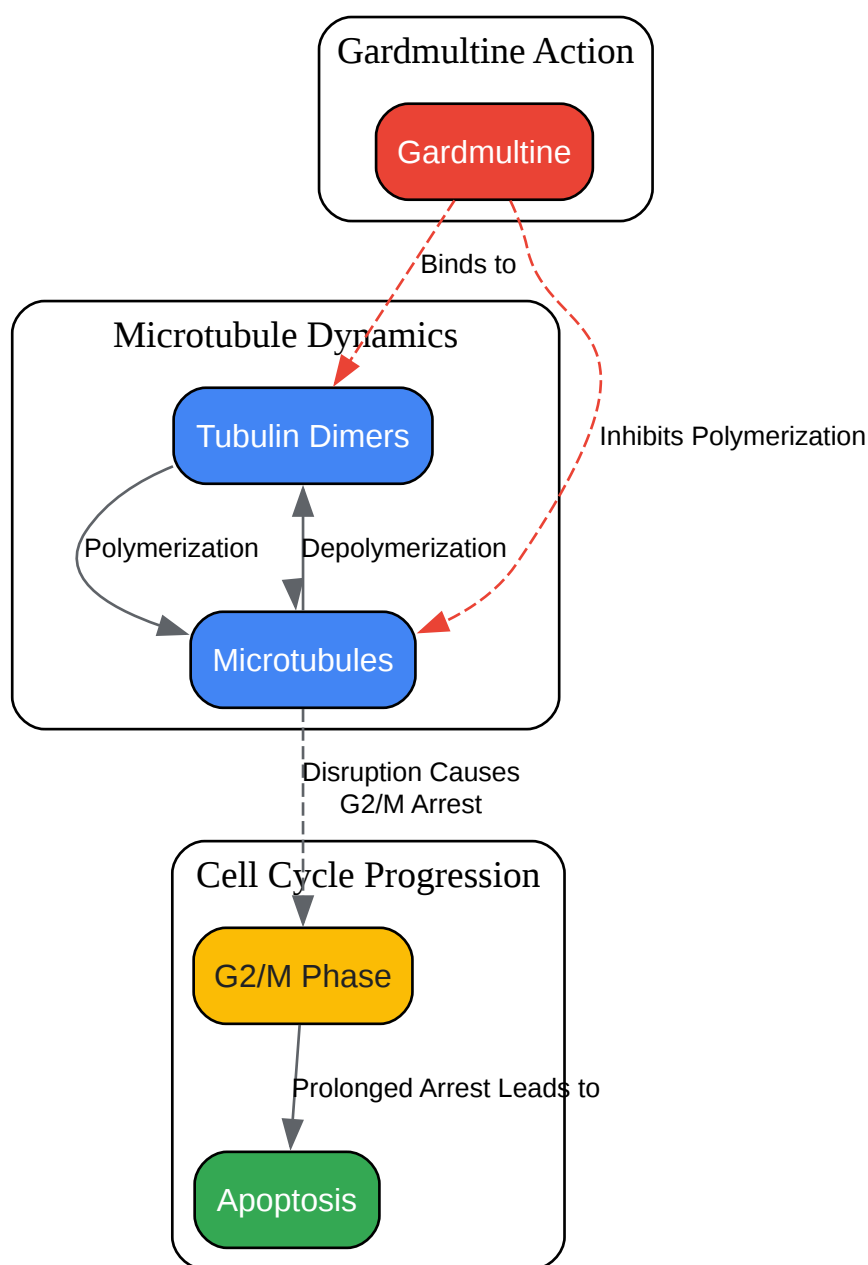 Gardmultine Action
Gardmultine
Binds to
Microtubule Dynamics
Tubulin Dimers
Inhibits Polymerization
Polymerization
Depolymerization
Microtubules
Disruption Causes
G2/M Arrest
Cell Cycle Progression
G2/M Phase
Prolonged Arrest Leads to
Apoptosis